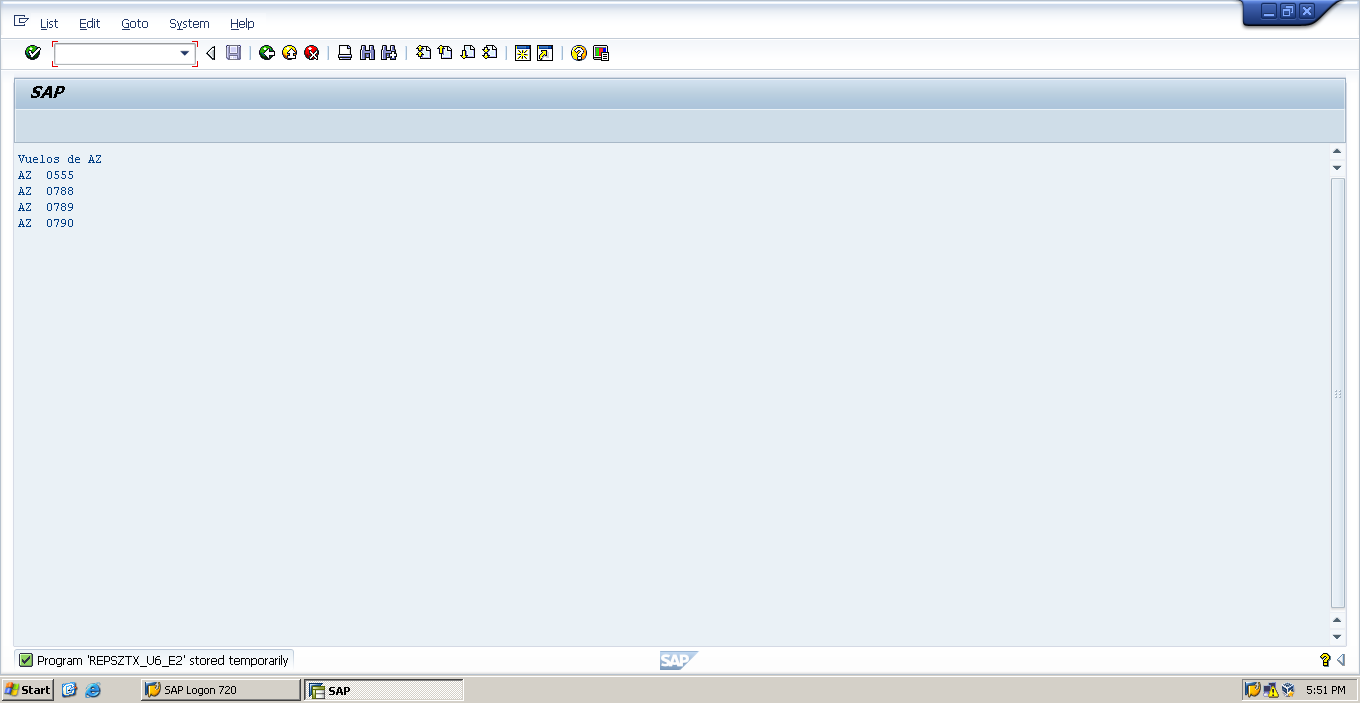 List Edit Goto System Help
SAP
Vuelos de AZ
AZ  0555
AZ  0788
AZ  0789
AZ  0790
Program 'REPSZTX_U6_E2' stored temporarily
SAP
Start SAP Logon 720 SAP 5:51 PM